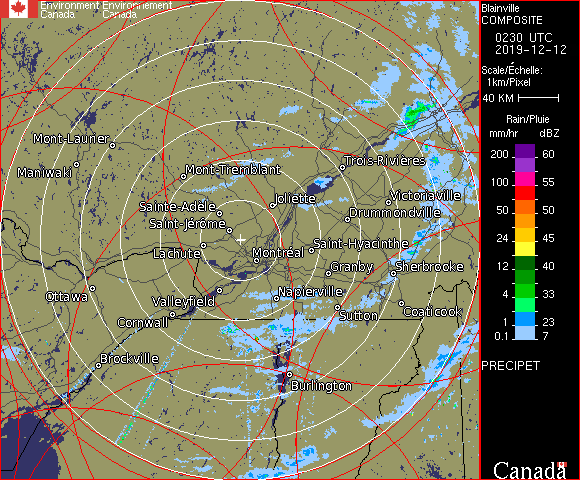 Environment Environnement
Canada Canada
Blainville
COMPOSITE
0230 UTC
2019-12-12
Scale/Échelle:
1km/Pixel
40 KM
Rain/Pluie
mm/hr dBZ
200 60
100 55
50 50
24 45
12 40
4 33
1 23
0.1 7
PRECIPET
Canada
Mont-Laurier
Maniwaki
Mont-Tremblant
Trois-Rivières
Joliette
Victoriaville
Sainte-Adèle
Drummondville
Saint-Jérôme
Saint-Hyacinthe
Lachute
Montréal
Granby
Sherbrooke
Ottawa
Valleyfield
Napierville
Cornwall
Sutton
Coaticook
Brockville
Burlington